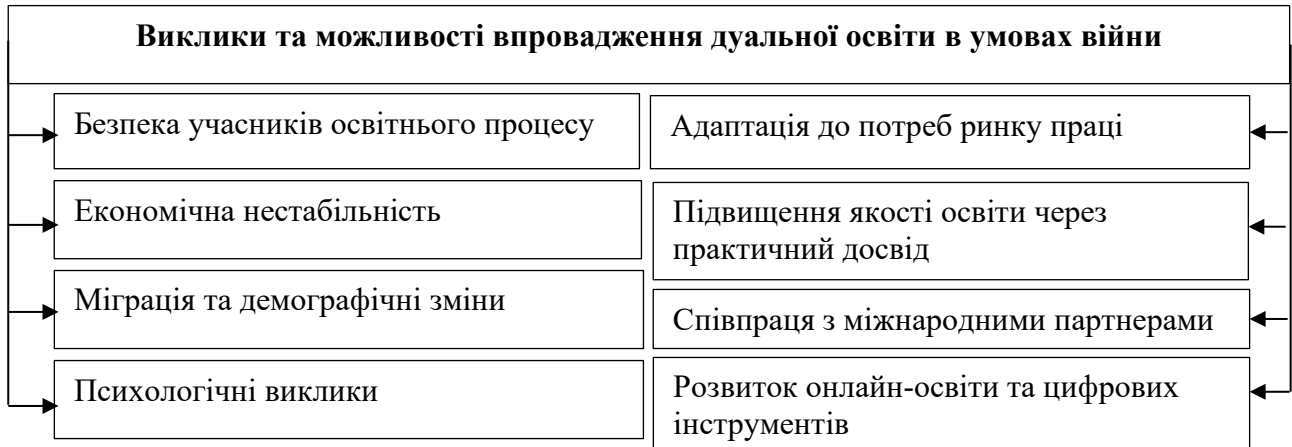 Виклики та можливості впровадження дуальної освіти в умовах війни
Безпека учасників освітнього процесу
Економічна нестабільність
Міграція та демографічні зміни
Психологічні виклики
Адаптація до потреб ринку праці
Підвищення якості освіти через
практичний досвід
Співпраця з міжнародними партнерами
Розвиток онлайн-освіти та цифрових
інструментів